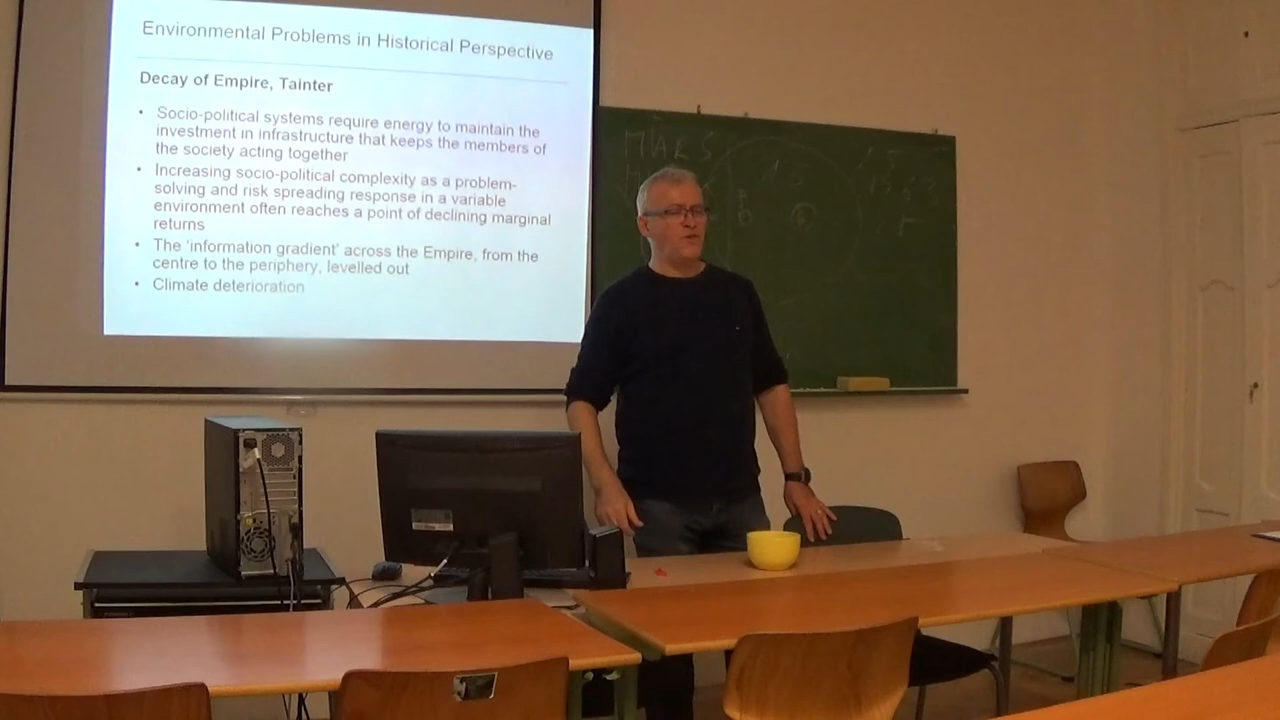 Environmental Problems in Historical Perspective
Decay of Empire, Tainter
• Socio-political systems require energy to maintain the
investment in infrastructure that keeps the members of
the society acting together
• Increasing socio-political complexity as a problem-
solving and risk spreading response in a variable
environment often reaches a point of declining marginal
returns
• The 'information gradient' across the Empire, from the
centre to the periphery, levelled out
• Climate deterioration
MARS